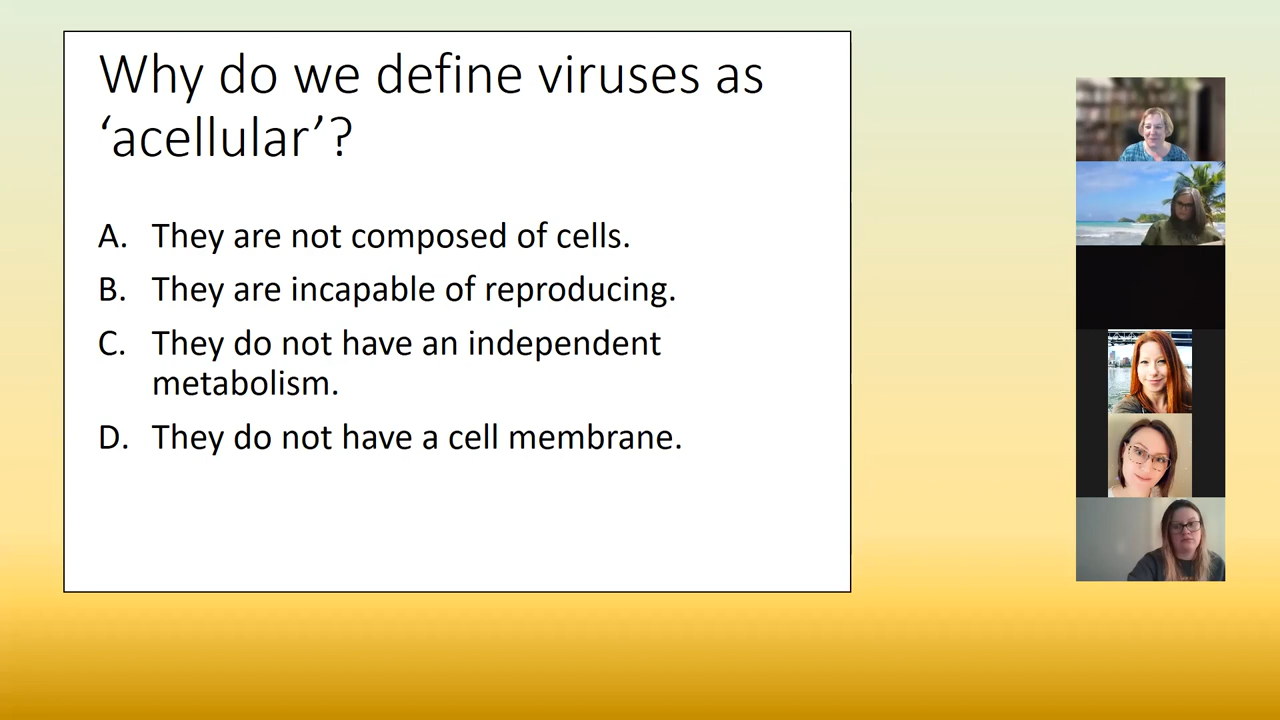 Why do we define viruses as
‘acellular’?
A. They are not composed of cells.
B. They are incapable of reproducing.
C. They do not have an independent
metabolism.
D. They do not have a cell membrane.